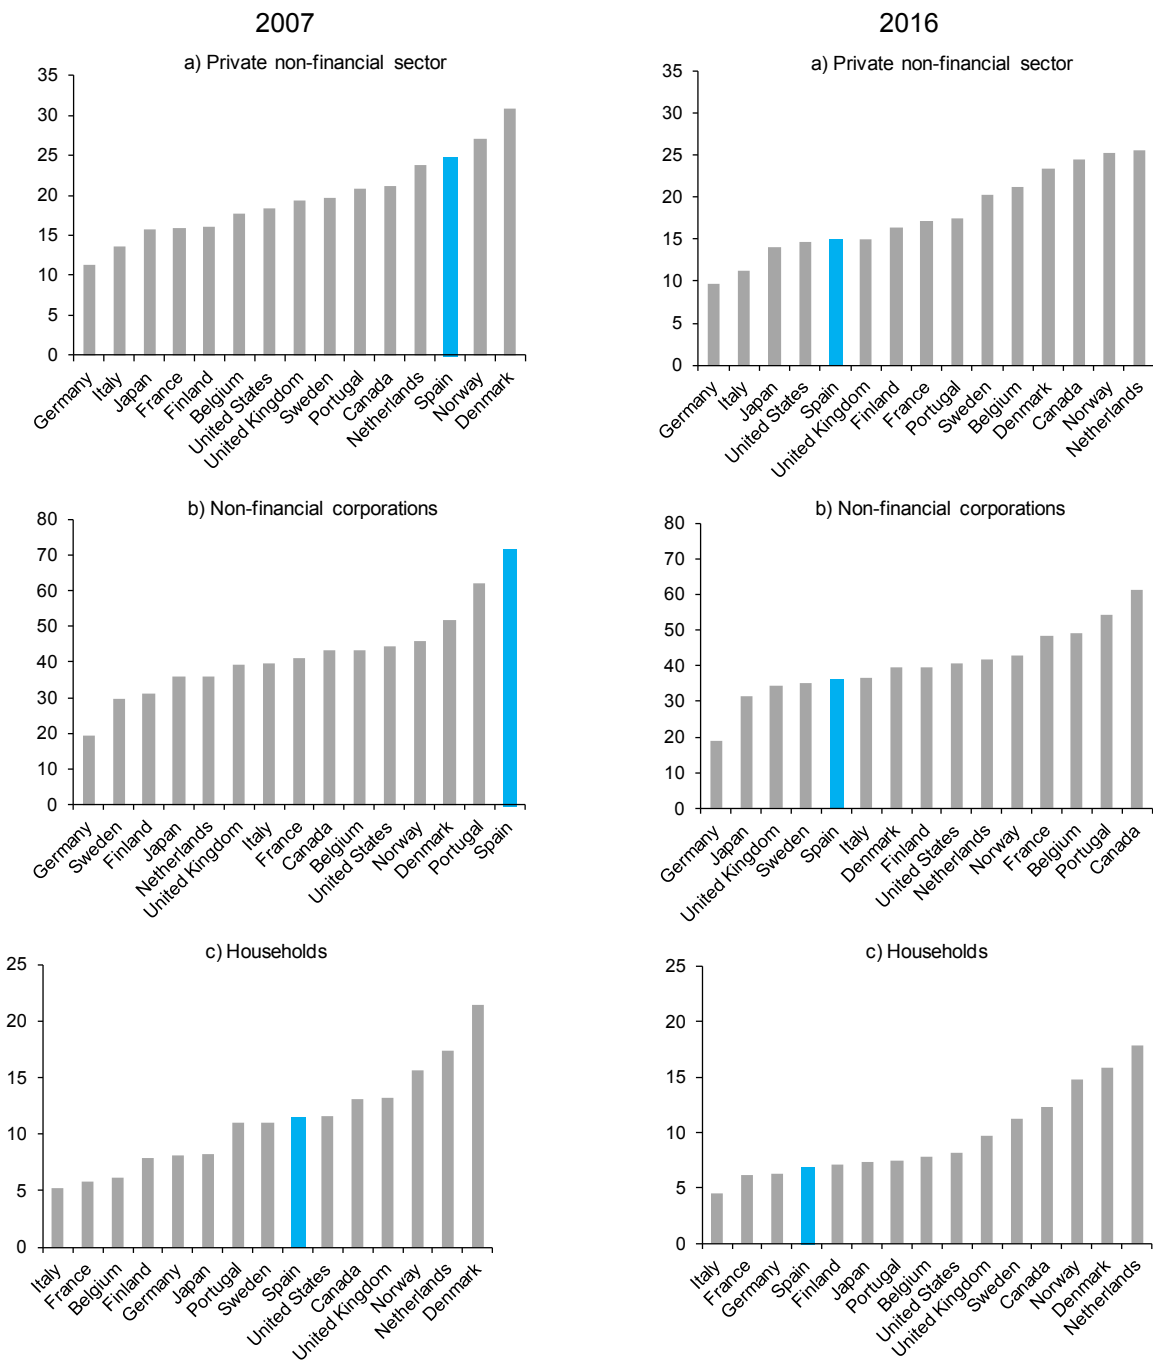 2007
2016
a) Private non-financial sector
35
30
25
20
15
10
5
0
Germany
Italy
Japan
France
Finland
Belgium
United States
United Kingdom
Sweden
Portugal
Canada
Netherlands
Spain
Norway
Denmark
a) Private non-financial sector
35
30
25
20
15
10
5
0
Germany
Italy
Japan
United States
Spain
United Kingdom
Finland
France
Portugal
Sweden
Belgium
Denmark
Canada
Norway
Netherlands
b) Non-financial corporations
80
70
60
50
40
30
20
10
0
Germany
Sweden
Finland
Japan
Netherlands
United Kingdom
Italy
France
Canada
Belgium
United States
Norway
Denmark
Portugal
Spain
b) Non-financial corporations
80
70
60
50
40
30
20
10
0
Germany
Japan
United Kingdom
Sweden
Spain
Italy
Denmark
Finland
United States
Netherlands
Norway
France
Belgium
Portugal
Canada
c) Households
25
20
15
10
5
0
Italy
France
Belgium
Finland
Germany
Japan
Portugal
Sweden
Spain
United States
Canada
United Kingdom
Norway
Netherlands
Denmark
c) Households
25
20
15
10
5
0
Italy
France
Germany
Spain
Finland
Japan
Portugal
Belgium
United States
United Kingdom
Sweden
Canada
Norway
Denmark
Netherlands